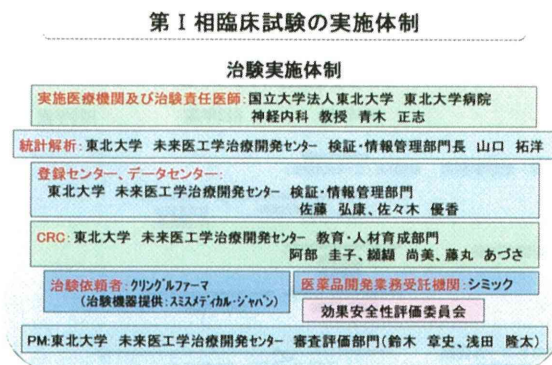 第Ⅰ相臨床試験の実施体制
治験実施体制
実施医療機関及び治験責任医師:国立大学法人東北大学 東北大学病院
神経内科 教授 青木 正志
統計解析:東北大学 未来医工学治療開発センター 検証・情報管理部門長 山口 拓洋
登録センター、データセンター:
東北大学 未来医工学治療開発センター 検証・情報管理部門
佐藤 弘康、佐々木 優香
CRC:東北大学 未来医工学治療開発センター 教育・人材育成部門
阿部 圭子、纐纈 尚美、藤丸 あづさ
治験依頼者:クリングルファーマ
(治験機器提供:スミスメディカル・ジャパン)
医薬品開発業務受託機関:シミック
効果安全性評価委員会
PM:東北大学 未来医工学治療開発センター 審査評価部門(鈴木 章史、浅田 隆太)